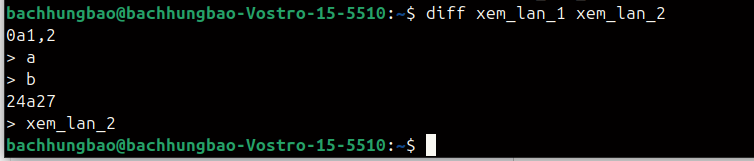 bachhungbao@bachhungbao-Vostro-15-5510:~$ diff xem_lan_1 xem_lan_2
0a1,2
> a
> b
24a27
> xem_lan_2
bachhungbao@bachhungbao-Vostro-15-5510:~$